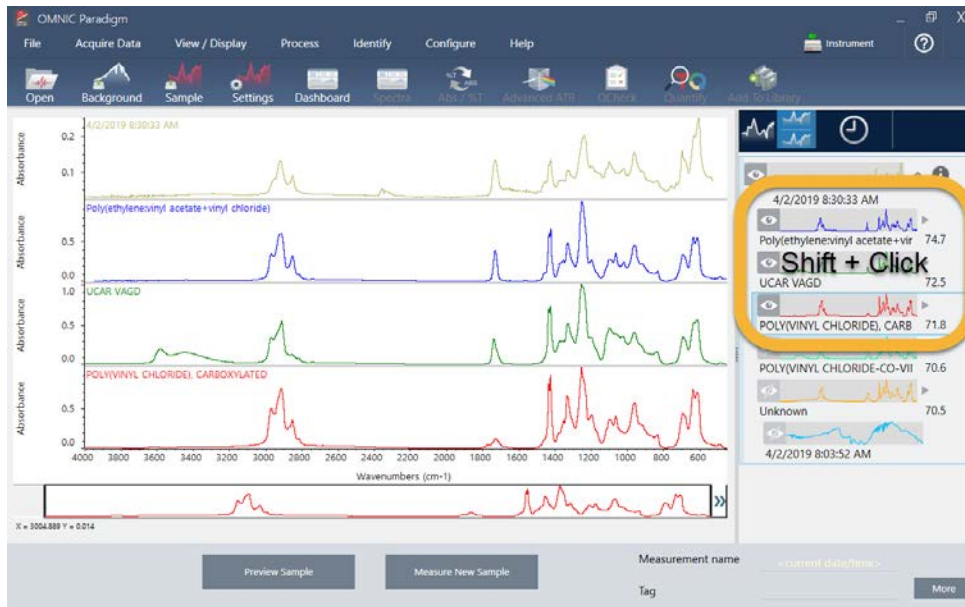 OMNIC Paradigm
File Acquire Data View / Display Process Identify Configure Help Instrument
Open Background Sample Settings Dashboard Spectra Abs / %T Advanced ATR QCheck Quantify Add To Library
4/2/2019 8:30:33 AM
Absorbance
0.2
0.1
Poly(ethylene:vinyl acetate+vinyl chloride)
Absorbance
0.5
0.0
UCAR VAGD
Absorbance
1.0
0.5
0.0
POLY(VINYL CHLORIDE), CARBOXYLATED
Absorbance
0.5
0.0
4000 3800 3600 3400 3200 3000 2800 2600 2400 2200 2000 1800 1600 1400 1200 1000 800 600
Wavenumbers (cm-1)
X = 3004.889 Y = 0.014
4/2/2019 8:30:33 AM
Poly(ethylene:vinyl acetate+vir 74.7
Shift + Click
UCAR VAGD 72.5
POLY(VINYL CHLORIDE), CARB 71.8
POLY(VINYL CHLORIDE-CO-VII 70.6
Unknown 70.5
4/2/2019 8:03:52 AM
Preview Sample Measure New Sample
Measurement name <current date/time>
Tag
More